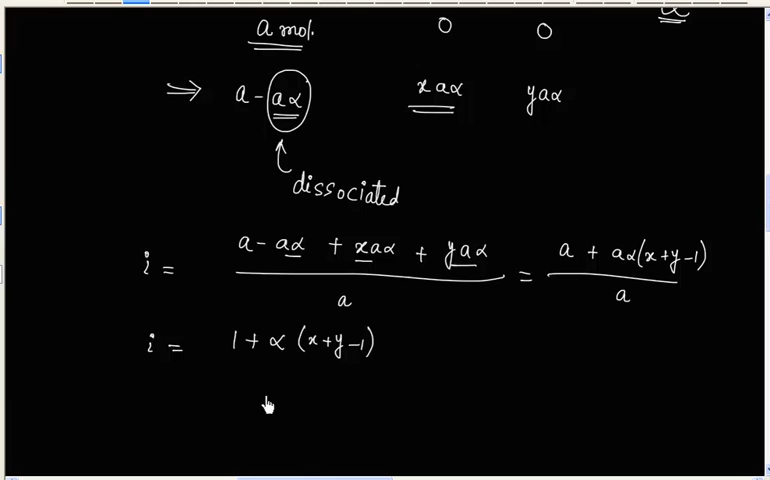 a mol. 0 0
⇒ a - aα xaα yaα
dissociated
i = (a - aα + xaα + yaα)/a = (a + aα(x+y-1))/a
i = 1 + α (x+y-1)